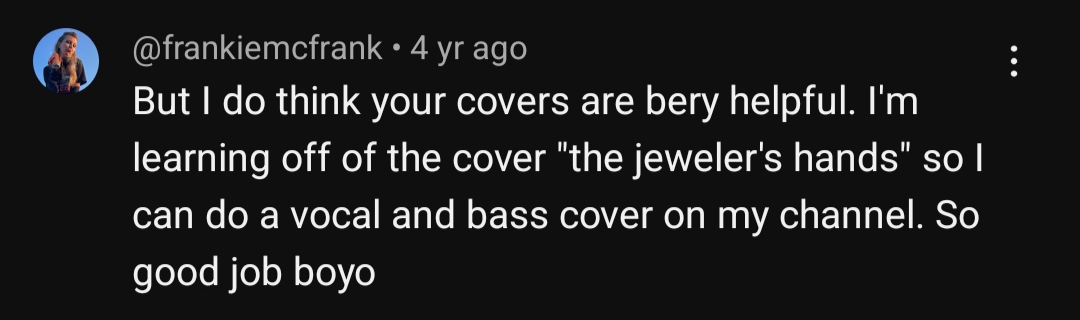 @frankiemcfrank • 4 yr ago
But I do think your covers are bery helpful. I'm
learning off of the cover "the jeweler's hands" so I
can do a vocal and bass cover on my channel. So
good job boyo